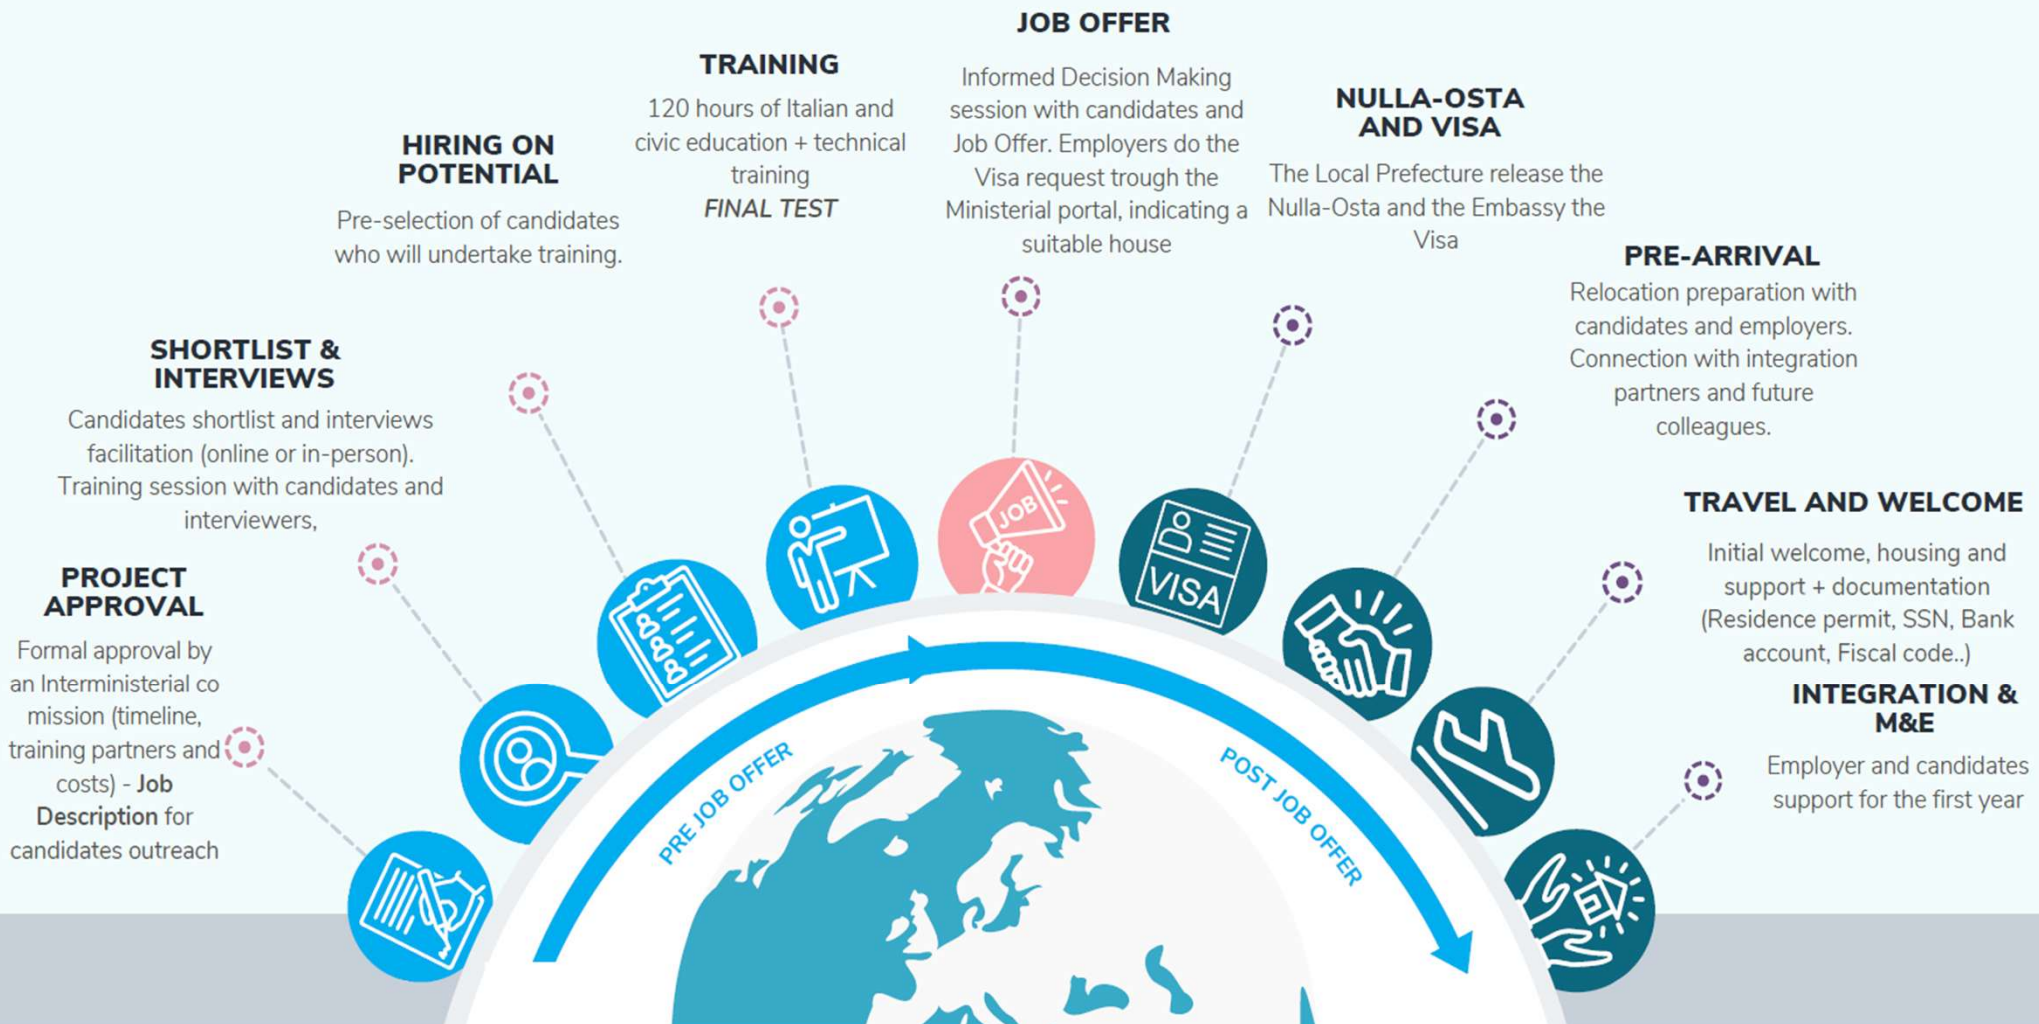 PROJECT
APPROVAL
Formal approval by
an Interministerial co
mission (timeline,
training partners and
costs) - Job
Description for
candidates outreach
SHORTLIST &
INTERVIEWS
Candidates shortlist and interviews
facilitation (online or in-person).
Training session with candidates and
interviewers,
HIRING ON
POTENTIAL
Pre-selection of candidates
who will undertake training.
TRAINING
120 hours of Italian and
civic education + technical
training
FINAL TEST
JOB OFFER
Informed Decision Making
session with candidates and
Job Offer. Employers do the
Visa request trough the
Ministerial portal, indicating a
suitable house
NULLA-OSTA
AND VISA
The Local Prefecture release the
Nulla-Osta and the Embassy the
Visa
PRE-ARRIVAL
Relocation preparation with
candidates and employers.
Connection with integration
partners and future
colleagues.
TRAVEL AND WELCOME
Initial welcome, housing and
support + documentation
(Residence permit, SSN, Bank
account, Fiscal code..)
INTEGRATION &
M&E
Employer and candidates
support for the first year
JOB
VISA
PRE JOB OFFER
POST JOB OFFER